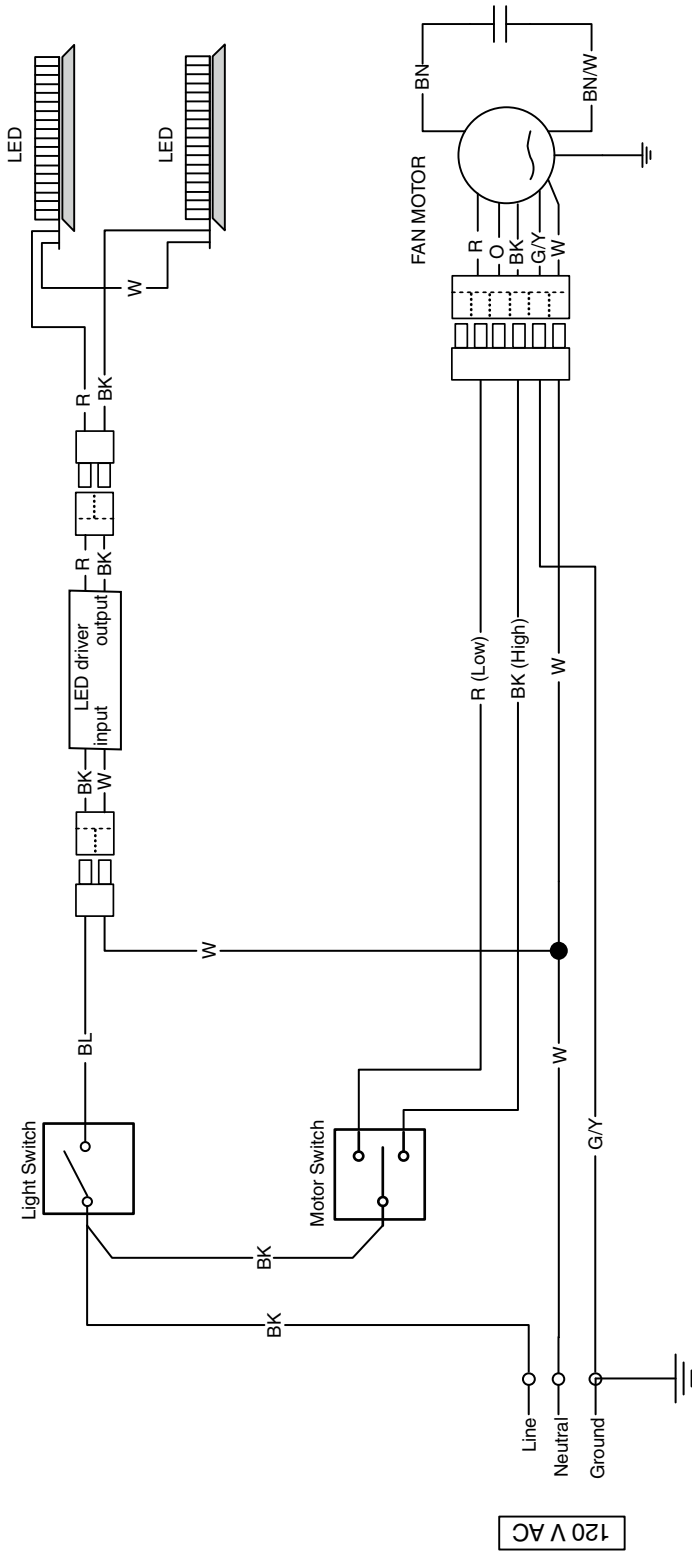 LED
LED
W
R
BK
R
BK
LED driver
input
output
BK
W
W
BL
Light Switch
Motor Switch
BK
BK
FAN MOTOR
BN
BN/W
R
O
BK
G/Y
W
R (Low)
BK (High)
W
W
G/Y
Line
Neutral
Ground
120 V AC